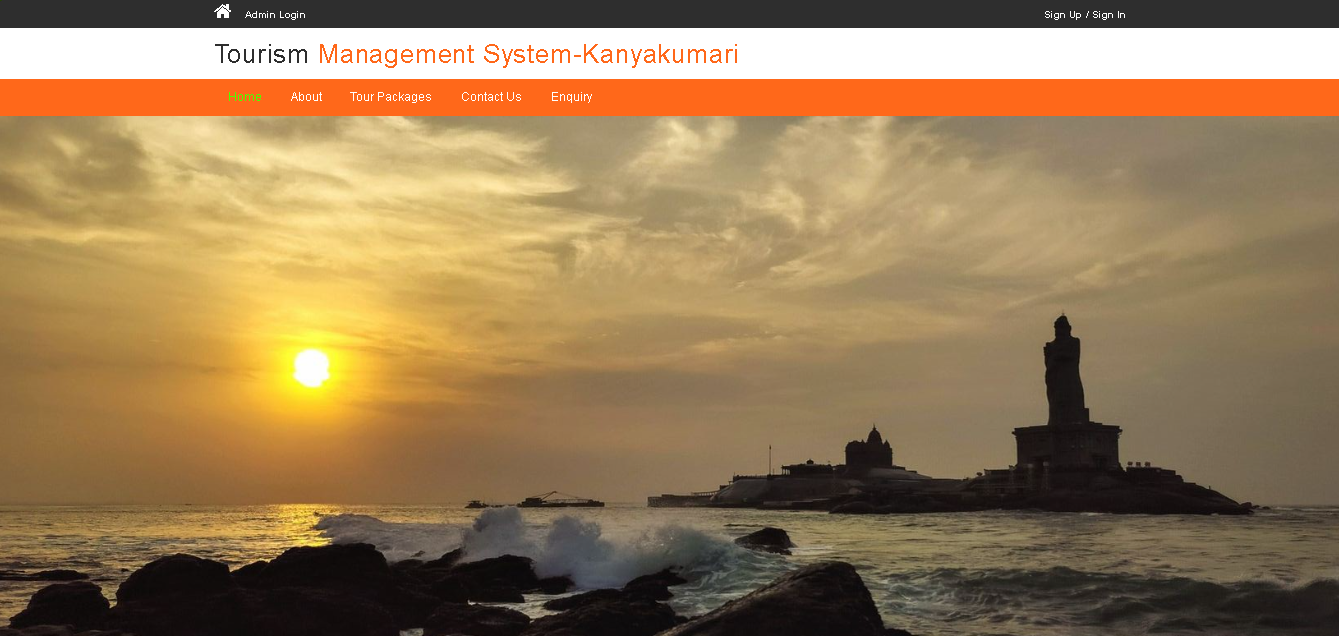 Admin Login Sign Up / Sign In
Tourism Management System-Kanyakumari
Home About Tour Packages Contact Us Enquiry